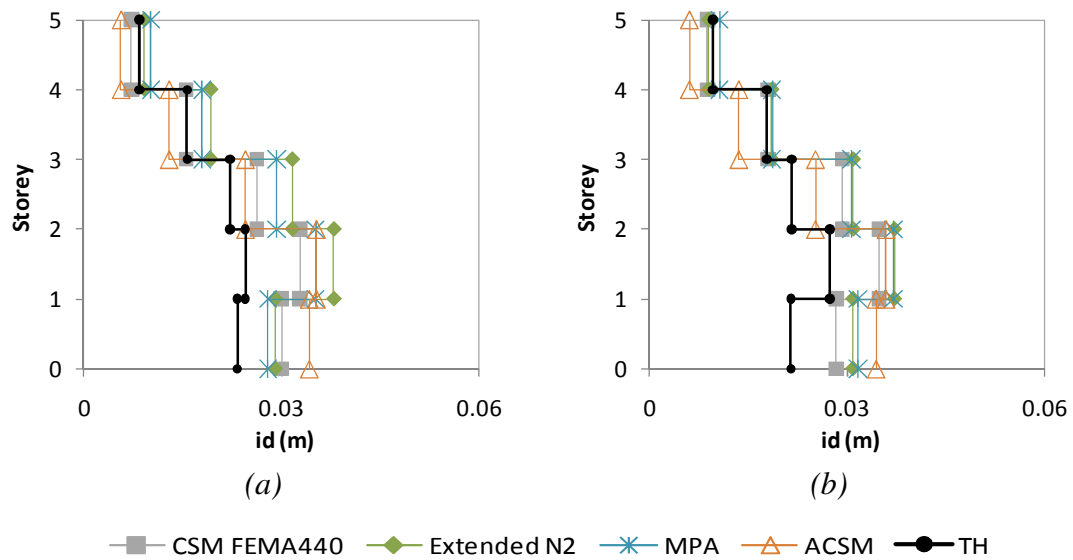 5
4
3
2
1
0
Storey
0
0.03
0.06
id (m)
(a)
5
4
3
2
1
0
Storey
0
0.03
0.06
id (m)
(b)
CSM FEMA440
Extended N2
MPA
ACSM
TH